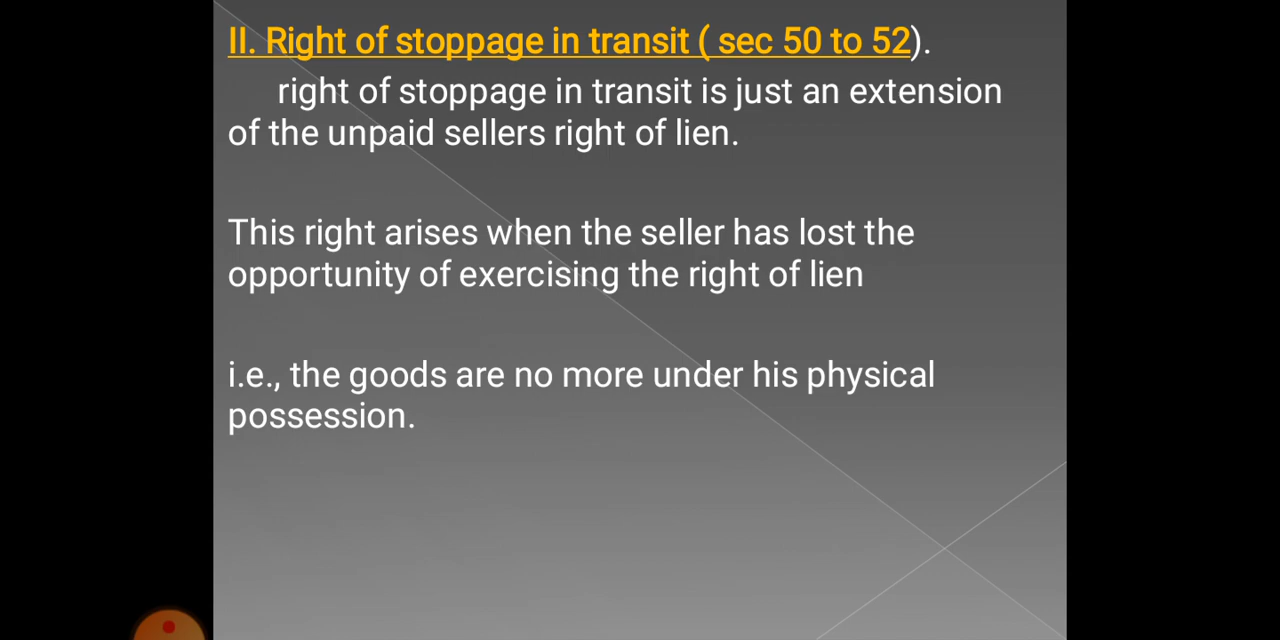 II. Right of stoppage in transit ( sec 50 to 52).
right of stoppage in transit is just an extension
of the unpaid sellers right of lien.
This right arises when the seller has lost the
opportunity of exercising the right of lien
i.e., the goods are no more under his physical
possession.